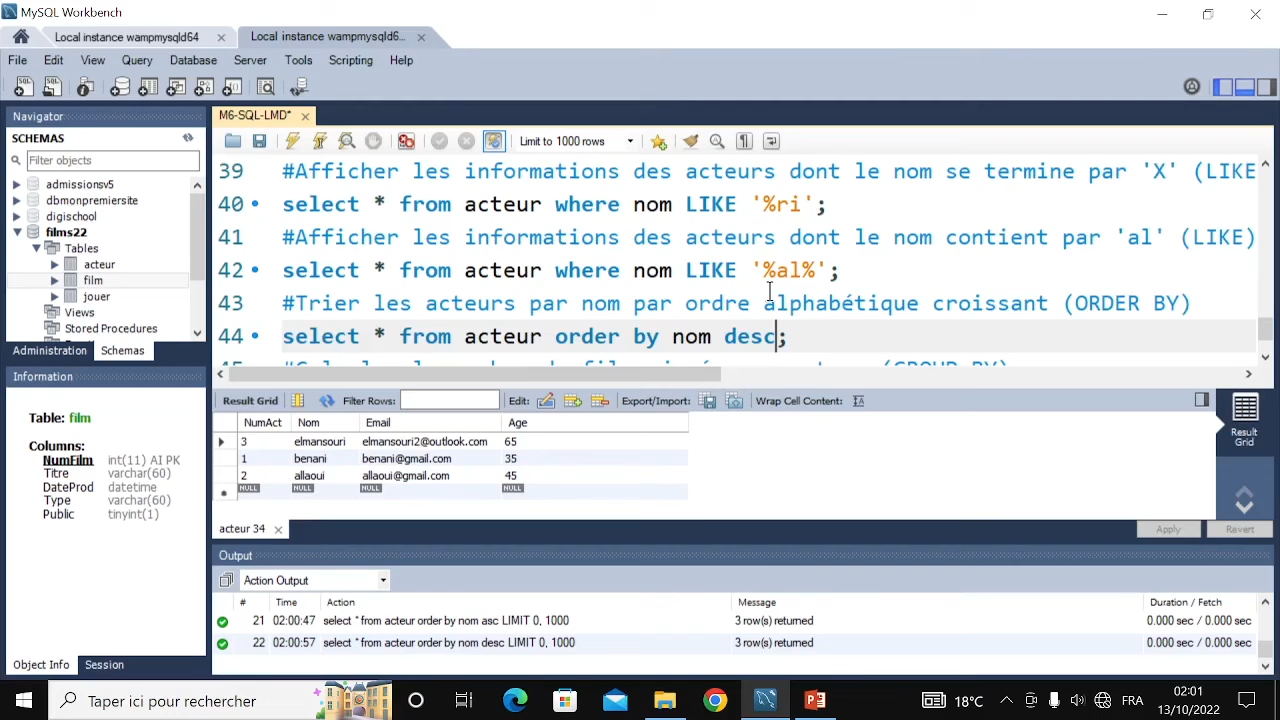 MySQL Workbench
Local instance wampmysqld64
Local instance wampmysqld6...
File Edit View Query Database Server Tools Scripting Help
Navigator
SCHEMAS
Filter objects
admissionsv5
dbmonpremiersite
digischool
films22
Tables
acteur
film
jouer
Views
Stored Procedures
Administration Schemas
Information
Table: film
Columns:
NumFilm int(11) AI PK
Titre varchar(60)
DateProd datetime
Type varchar(60)
Public tinyint(1)
Object Info Session
M6-SQL-LMD*
Limit to 1000 rows
39 #Afficher les informations des acteurs dont le nom se termine par 'X' (LIKE
40 select * from acteur where nom LIKE '%ri';
41 #Afficher les informations des acteurs dont le nom contient par 'al' (LIKE)
42 select * from acteur where nom LIKE '%al%';
43 #Trier les acteurs par nom par ordre alphabétique croissant (ORDER BY)
44 select * from acteur order by nom desc;
Result Grid Filter Rows: Edit: Export/Import: Wrap Cell Content:
NumAct Nom Email Age
3 elmansouri elmansouri2@outlook.com 65
1 benani benani@gmail.com 35
2 allaoui allaoui@gmail.com 45
NULL NULL NULL NULL
Result
Grid
acteur 34
Apply Revert
Output
Action Output
# Time Action Message Duration / Fetch
21 02:00:47 select * from acteur order by nom asc LIMIT 0, 1000 3 row(s) returned 0.000 sec / 0.000 sec
22 02:00:57 select * from acteur order by nom desc LIMIT 0, 1000 3 row(s) returned 0.000 sec / 0.000 sec
Taper ici pour rechercher
18°C
FRA
02:01
13/10/2022